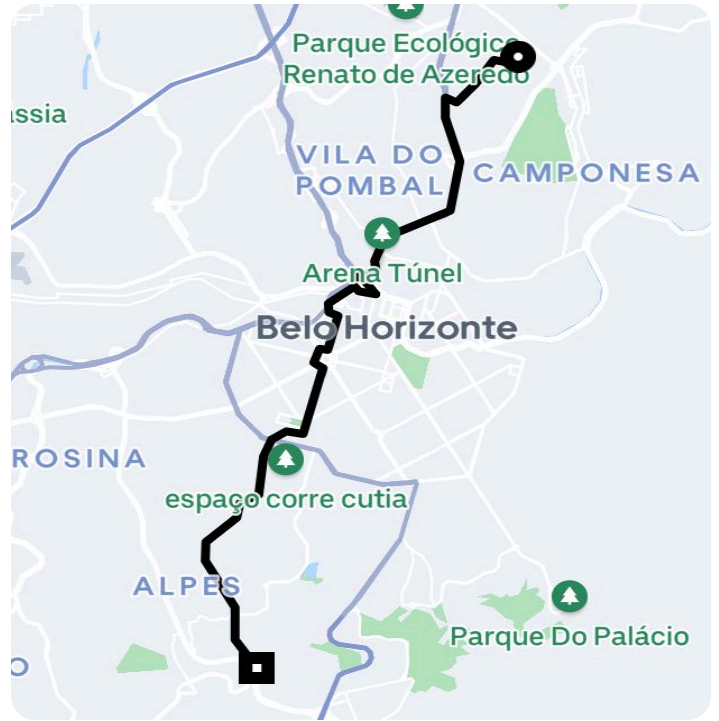 Parque Ecológico
Renato de Azeredo
assia
VILA DO
POMBAL
CAMPONESA
Arena Túnel
Belo Horizonte
ROSINA
espaço corre cutia
ALPES
Parque Do Palácio
O